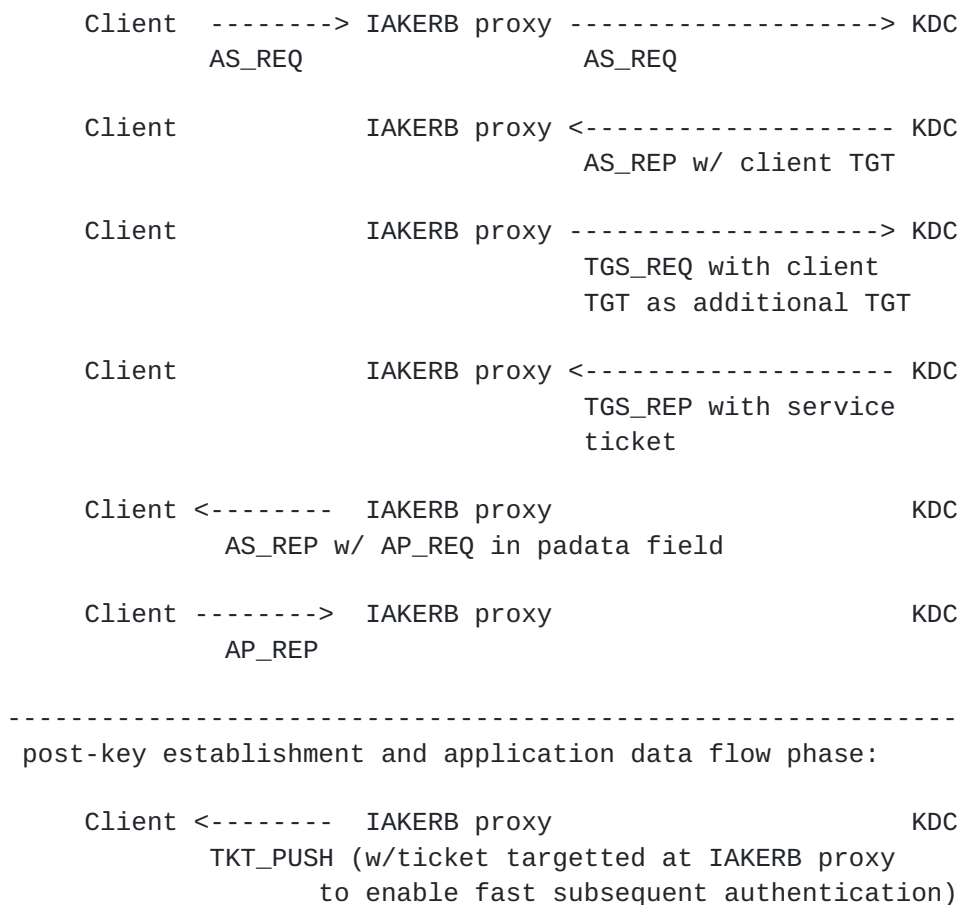 Client --------> IAKERB proxy --------------------> KDC
AS_REQ AS_REQ
Client IAKERB proxy <-------------------- KDC
AS_REP w/ client TGT
Client IAKERB proxy --------------------> KDC
TGS_REQ with client
TGT as additional TGT
Client IAKERB proxy <-------------------- KDC
TGS_REP with service
ticket
Client <-------- IAKERB proxy KDC
AS_REP w/ AP_REQ in padata field
Client --------> IAKERB proxy KDC
AP_REP
-------------------------------------------------------------
post-key establishment and application data flow phase:
Client <-------- IAKERB proxy KDC
TKT_PUSH (w/ticket targetted at IAKERB proxy
to enable fast subsequent authentication)